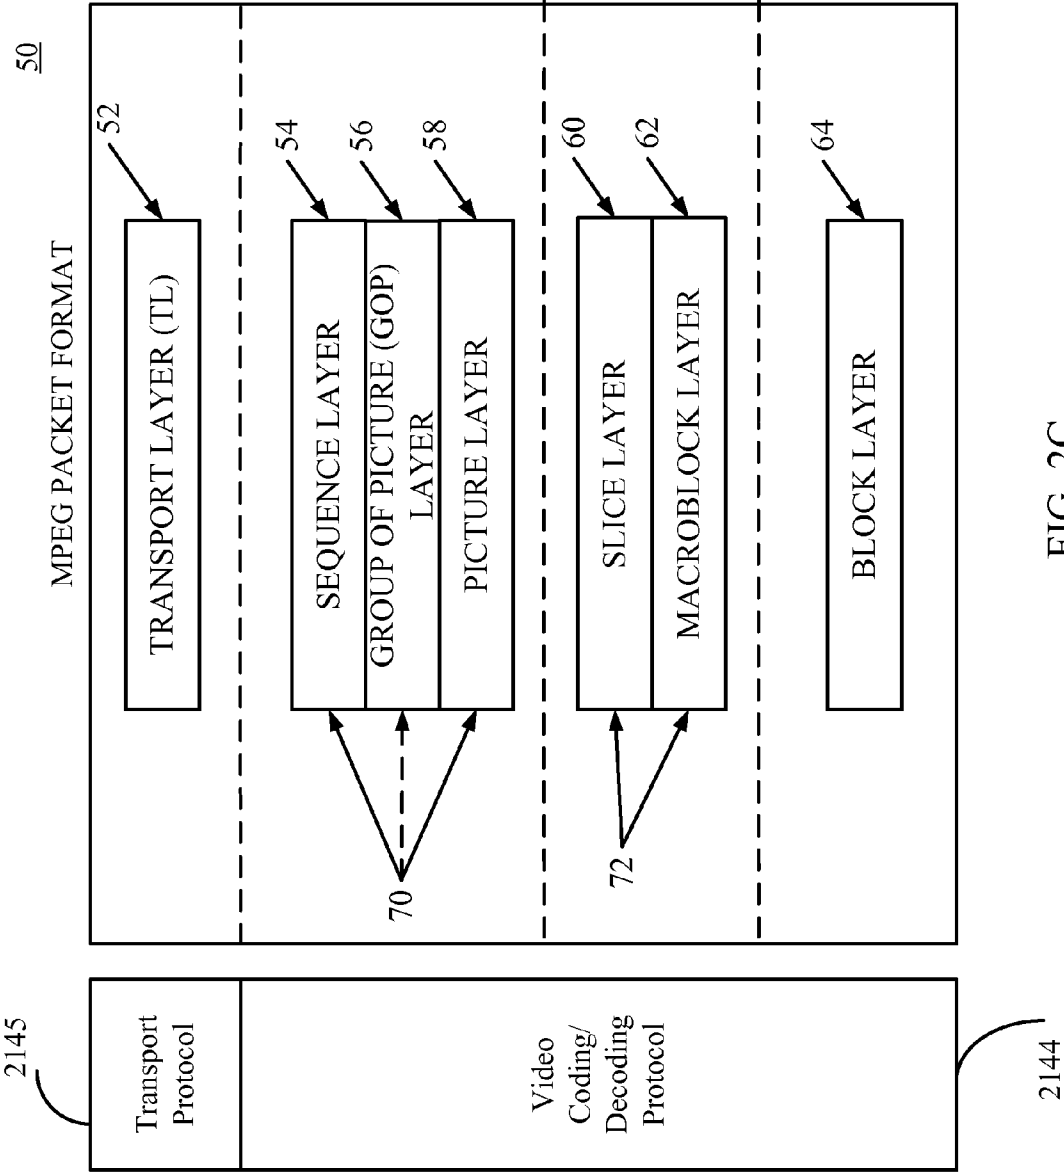 MPEG PACKET FORMAT
50
2145
Transport
Protocol
TRANSPORT LAYER (TL)
52
Video
Coding/
Decoding
Protocol
2144
70
SEQUENCE LAYER
54
GROUP OF PICTURE (GOP)
LAYER
56
PICTURE LAYER
58
72
SLICE LAYER
60
MACROBLOCK LAYER
62
BLOCK LAYER
64
FIG. 2C